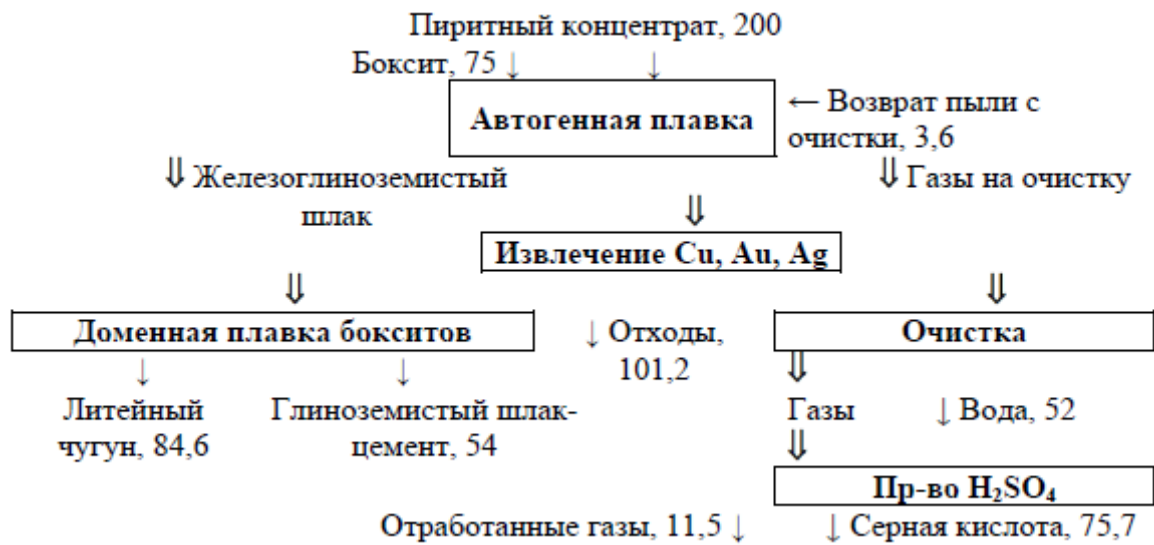 Пиритный концентрат, 200
Боксит, 75 ↓ ↓
Автогенная плавка
← Возврат пыли с
очистки, 3,6
⇓ Железоглиноземистый
шлак
⇓ Газы на очистку
⇓
Извлечение Cu, Au, Ag
⇓ ⇓
Доменная плавка бокситов
↓ Отходы,
101,2
Очистка
↓ ↓
Литейный
чугун, 84,6
Глиноземистый шлак-
цемент, 54
⇓
Газы ↓ Вода, 52
⇓
Пр-во H₂SO₄
Отработанные газы, 11,5 ↓ ↓ Серная кислота, 75,7